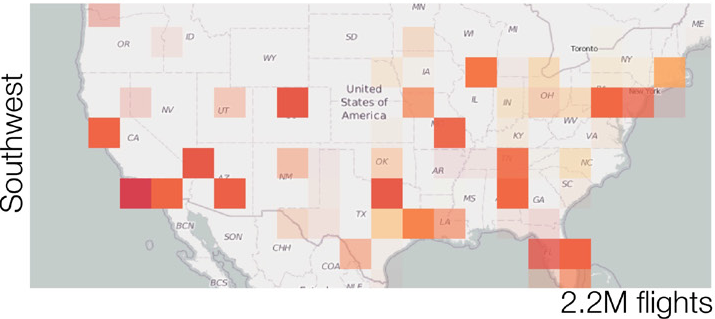 Southwest
MN
ME
OR
ID
SD
WI
MI
Toronto
WY
NY
IA
United
States of
America
New York
NV
UT
IL
IN
OH
CA
KY
WV
VA
AZ
NM
OK
AR
NC
SC
MS
GA
TX
LA
BCN
SON
CHH
COA
BCS
2.2M flights